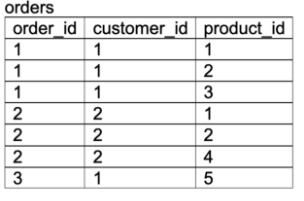 orders
order_id customer_id product_id
1 1 1
1 1 2
1 1 3
2 2 1
2 2 2
2 2 4
3 1 5